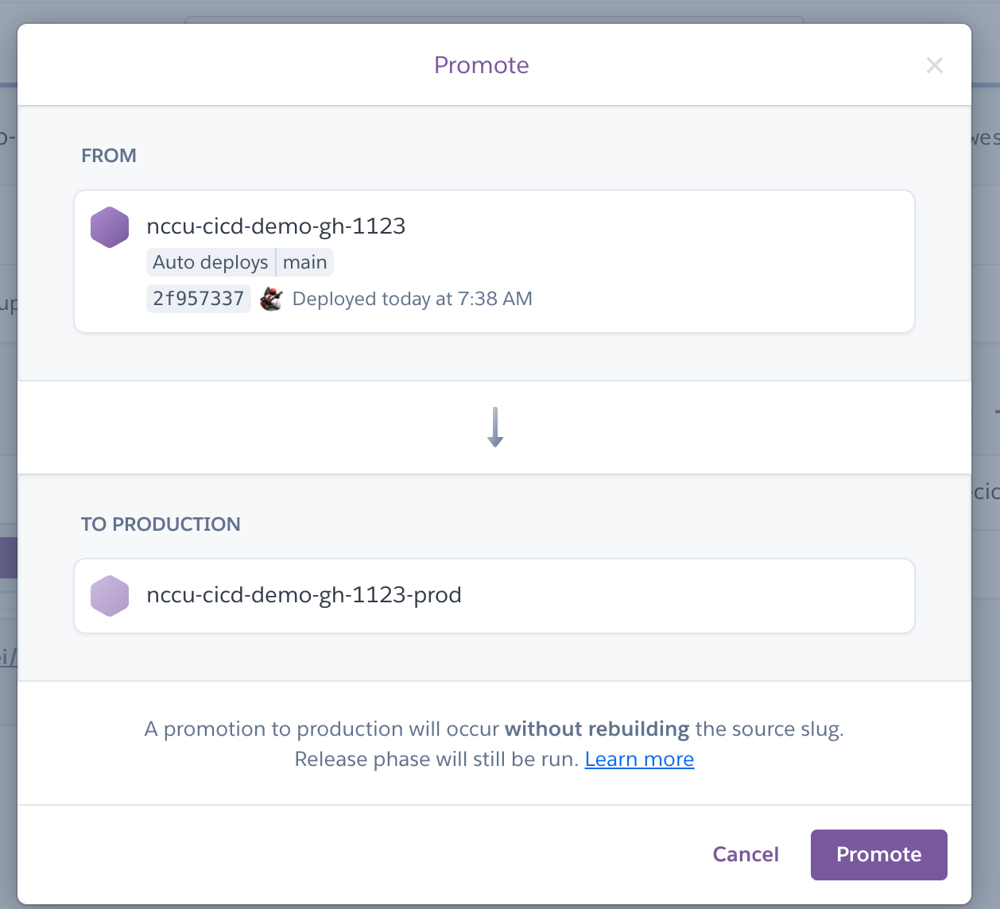 Promote
FROM
nccu-cicd-demo-gh-1123
Auto deploys main
2f957337 Deployed today at 7:38 AM
TO PRODUCTION
nccu-cicd-demo-gh-1123-prod
A promotion to production will occur without rebuilding the source slug.
Release phase will still be run. Learn more
Cancel Promote